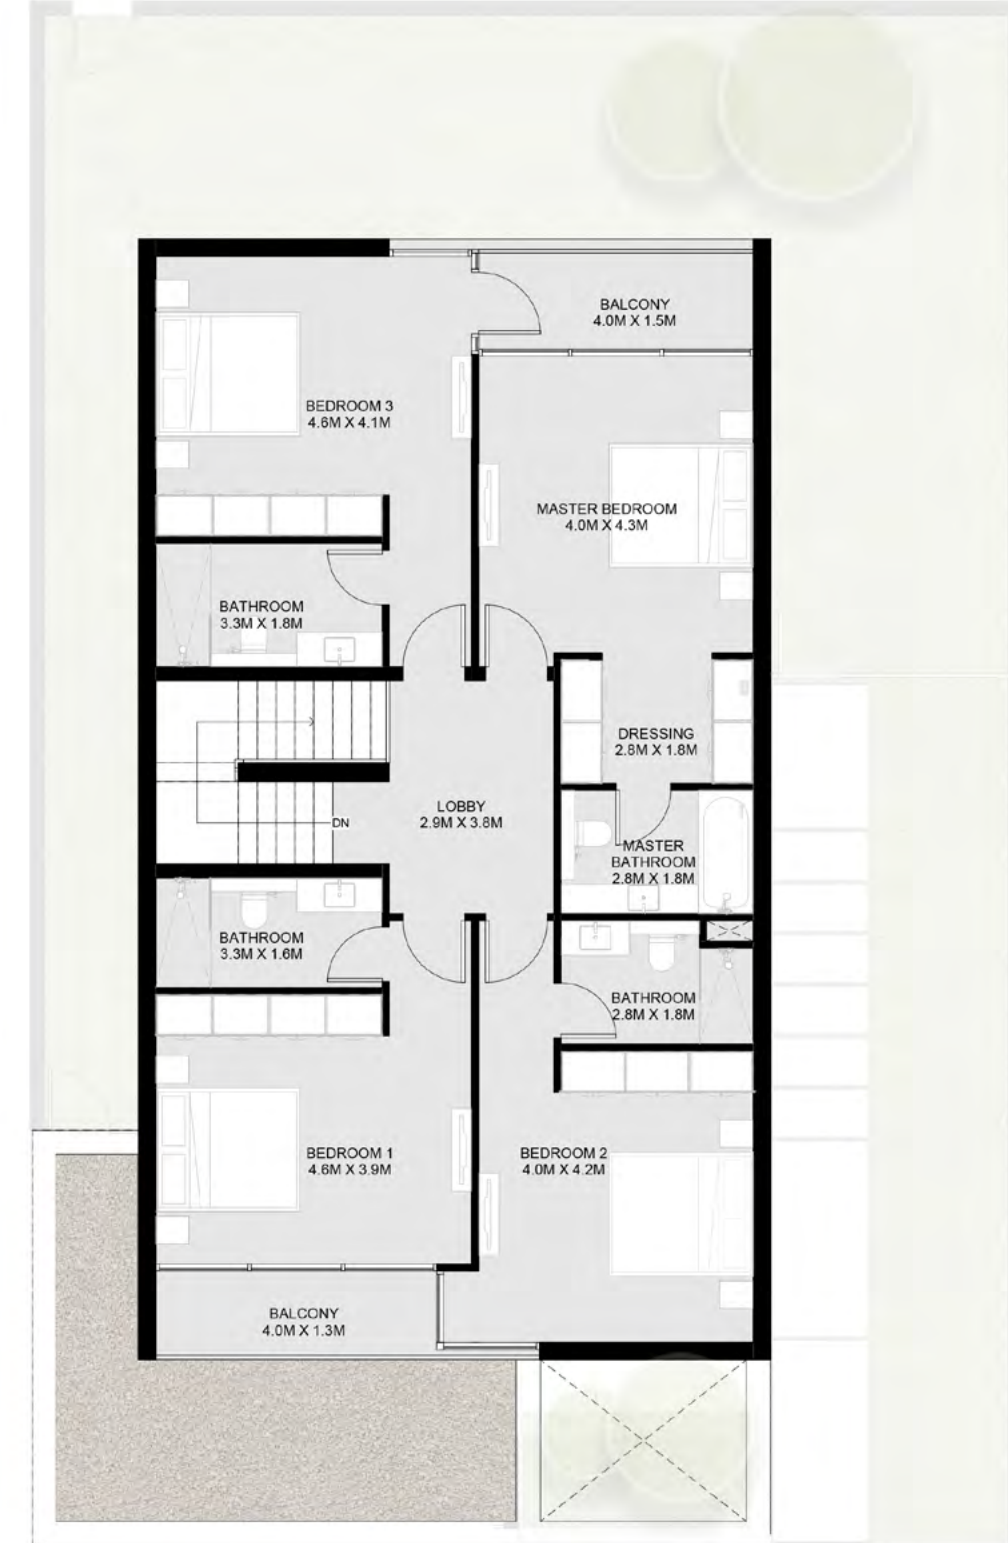 BALCONY
4.0M X 1.5M
BEDROOM 3
4.6M X 4.1M
MASTER BEDROOM
4.0M X 4.3M
BATHROOM
3.3M X 1.8M
DRESSING
2.8M X 1.8M
LOBBY
2.9M X 3.8M
DN
MASTER
BATHROOM
2.8M X 1.8M
BATHROOM
3.3M X 1.6M
BATHROOM
2.8M X 1.8M
BEDROOM 1
4.6M X 3.9M
BEDROOM 2
4.0M X 4.2M
BALCONY
4.0M X 1.3M